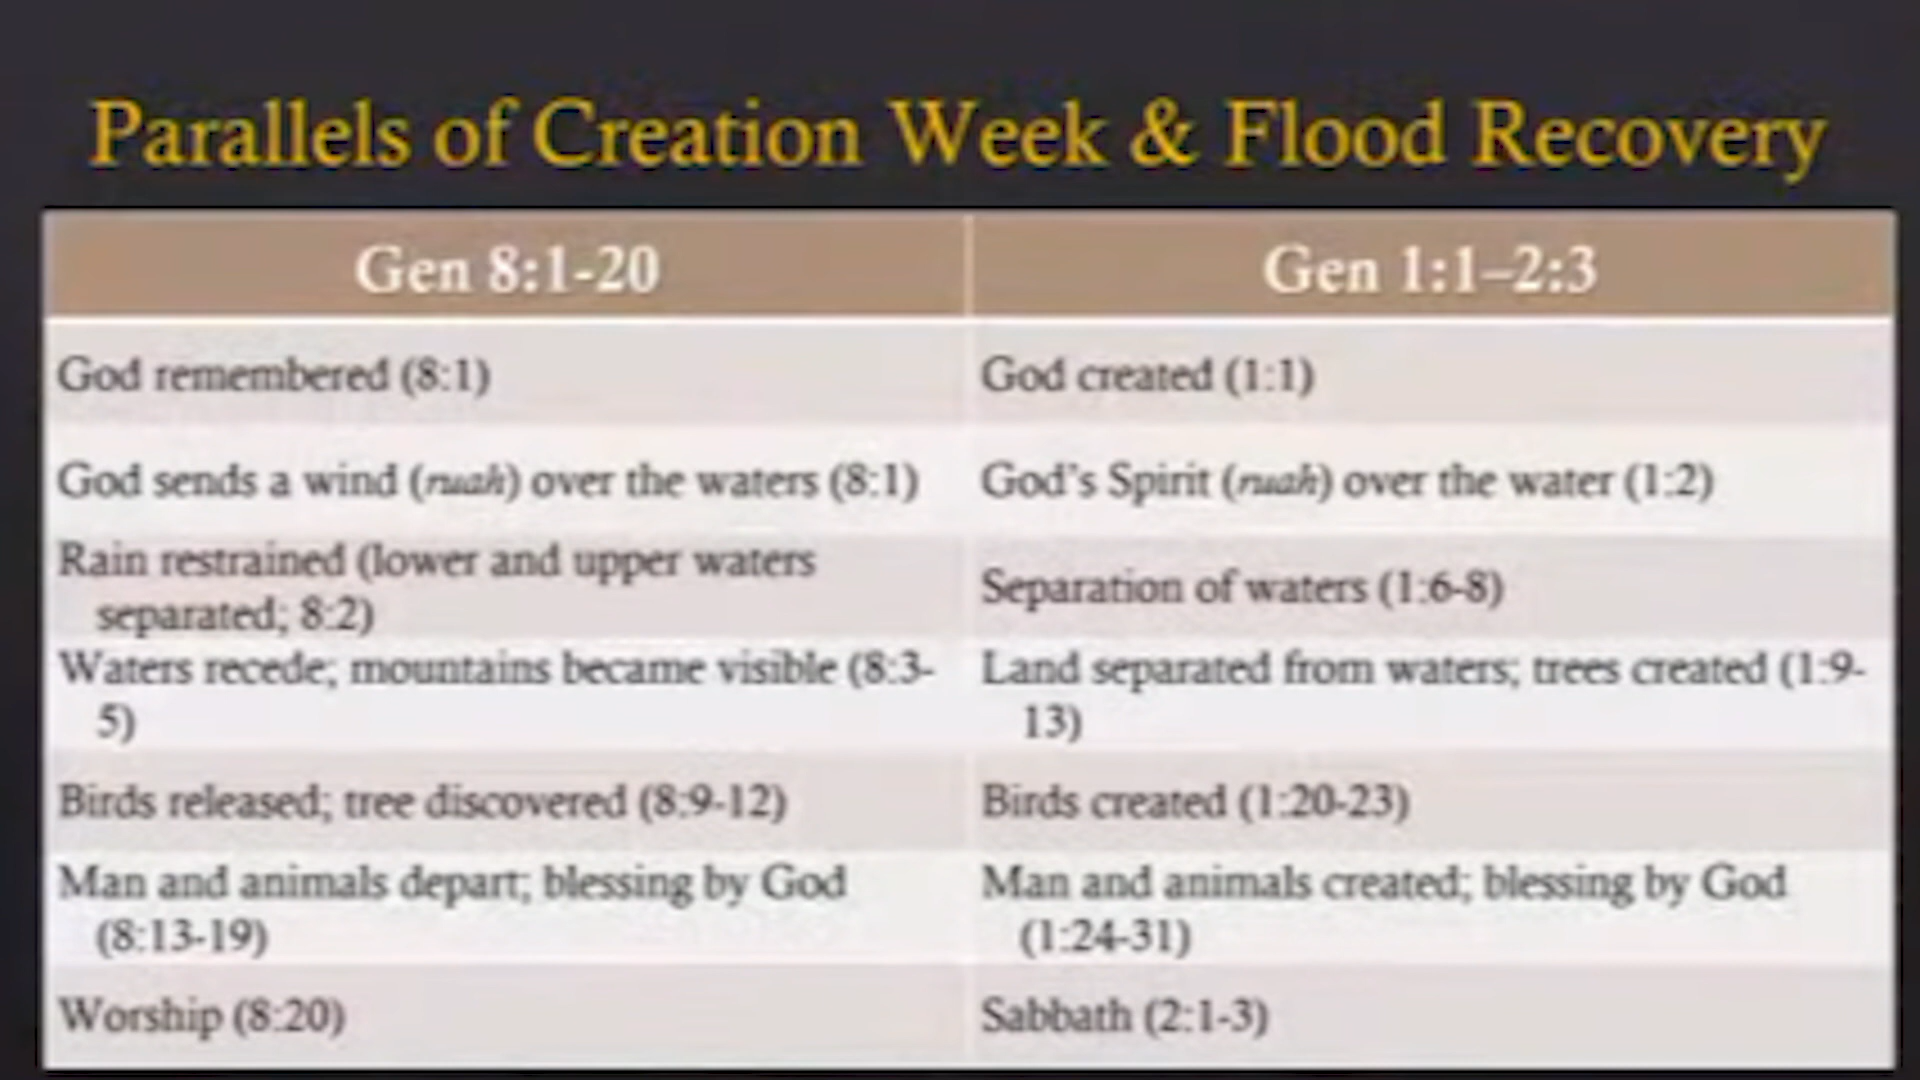 Parallels of Creation Week & Flood Recovery
Gen 8:1-20
Gen 1:1–2:3
God remembered (8:1)
God created (1:1)
God sends a wind (ruah) over the waters (8:1)
God's Spirit (ruah) over the water (1:2)
Rain restrained (lower and upper waters
separated; 8:2)
Separation of waters (1:6-8)
Waters recede; mountains became visible (8:3-
5)
Land separated from waters; trees created (1:9-
13)
Birds released; tree discovered (8:9-12)
Birds created (1:20-23)
Man and animals depart; blessing by God
(8:13-19)
Man and animals created; blessing by God
(1:24-31)
Worship (8:20)
Sabbath (2:1-3)